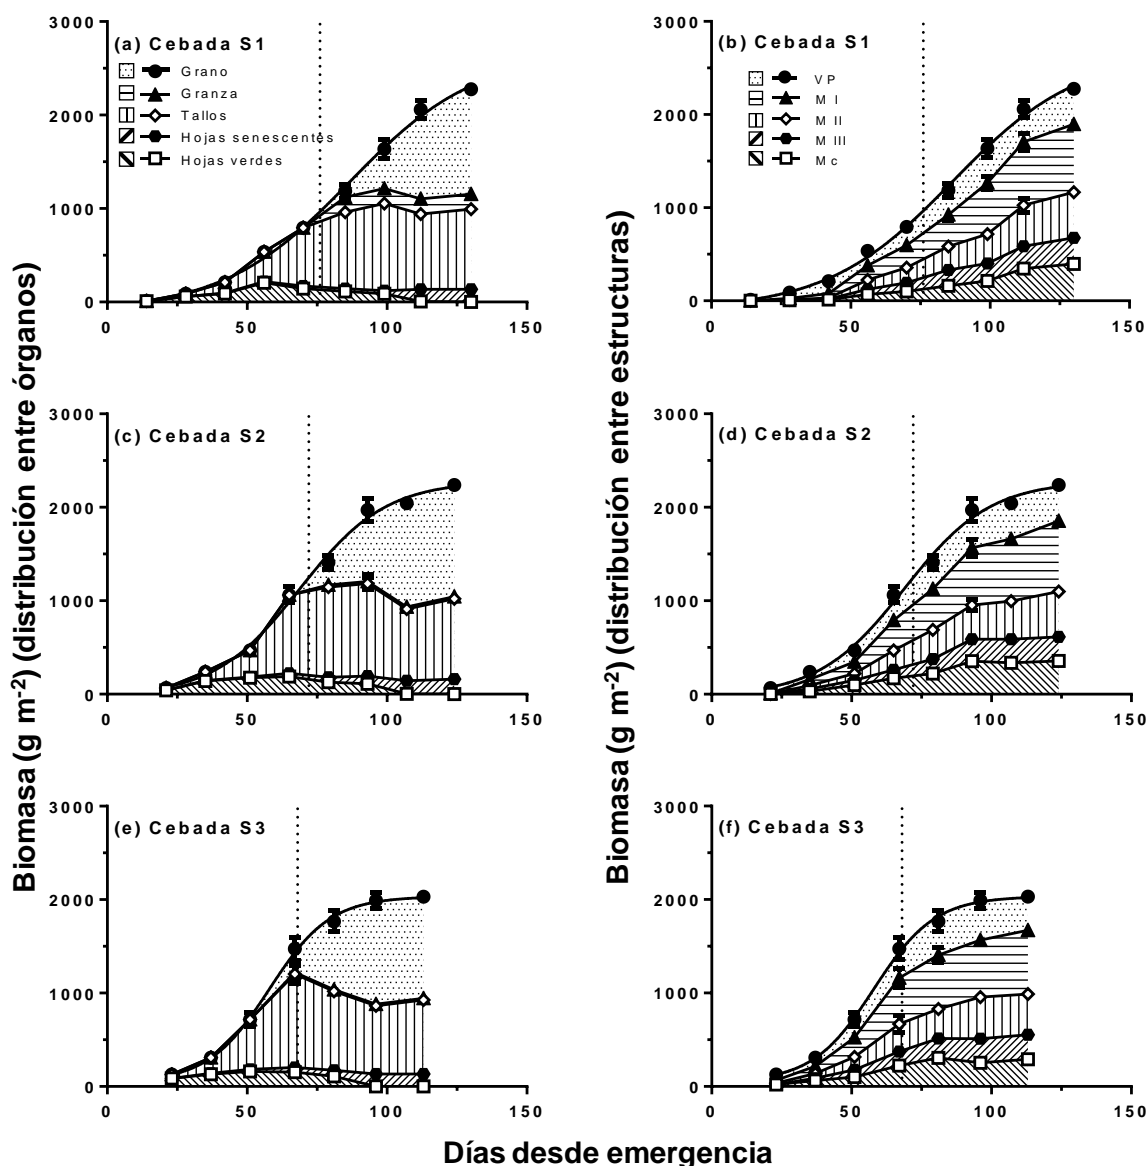 Biomasa (g m⁻²) (distribución entre órganos)
(a) Cebada S1
Grano
Granza
Tallos
Hojas senescentes
Hojas verdes
3000
2000
1000
0
0 50 100 150
Biomasa (g m⁻²) (distribución entre estructuras)
(b) Cebada S1
VP
M I
M II
M III
Mc
3000
2000
1000
0
0 50 100 150
(c) Cebada S2
3000
2000
1000
0
0 50 100 150
(d) Cebada S2
3000
2000
1000
0
0 50 100 150
(e) Cebada S3
3000
2000
1000
0
0 50 100 150
(f) Cebada S3
3000
2000
1000
0
0 50 100 150
Días desde emergencia